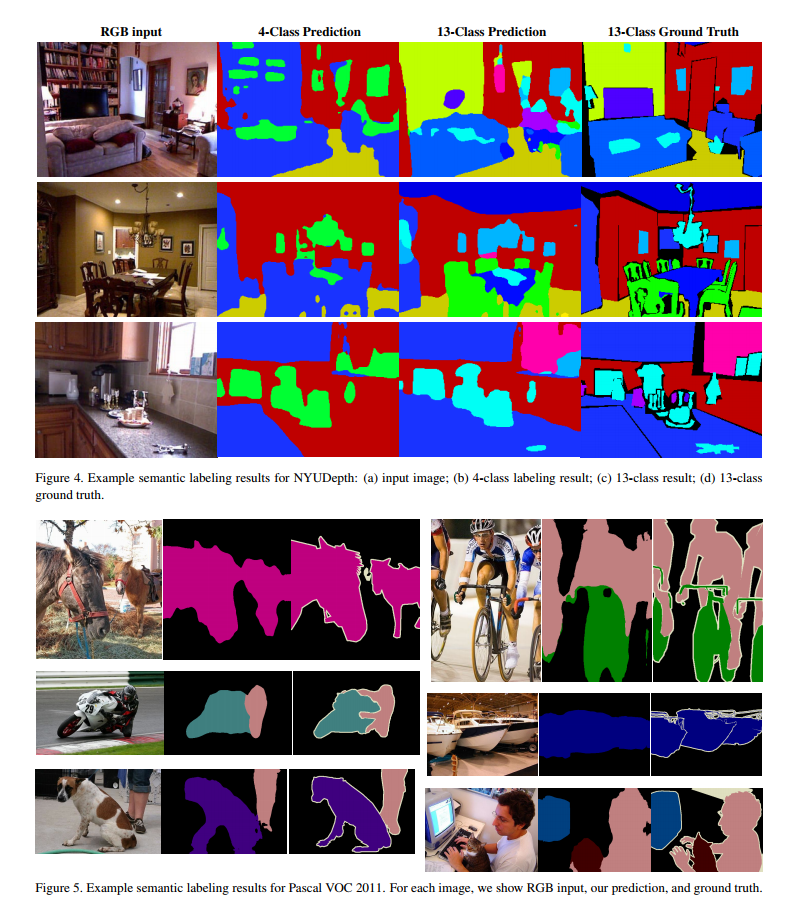 RGB input
4-Class Prediction
13-Class Prediction
13-Class Ground Truth
Figure 4. Example semantic labeling results for NYUDepth: (a) input image; (b) 4-class labeling result; (c) 13-class result; (d) 13-class
ground truth.
29
Figure 5. Example semantic labeling results for Pascal VOC 2011. For each image, we show RGB input, our prediction, and ground truth.